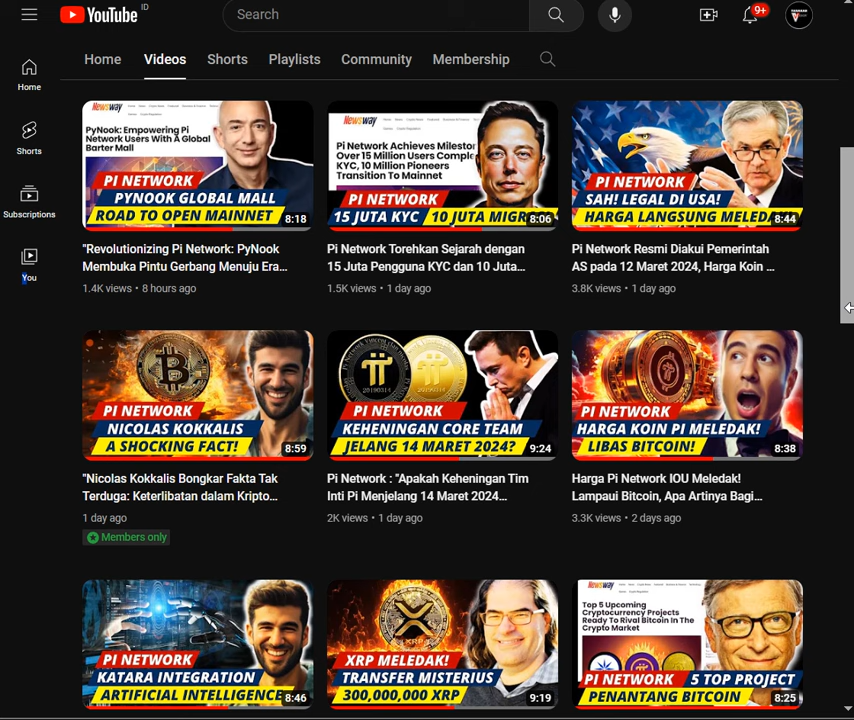 YouTube ID
Search
9+
Home
Videos
Shorts
Playlists
Community
Membership
Home
Shorts
Subscriptions
You
Newsway
PyNook: Empowering Pi
Network Users With A Global
Barter Mall
PI NETWORK
PYNOOK GLOBAL MALL
ROAD TO OPEN MAINNET
8:18
"Revolutionizing Pi Network: PyNook
Membuka Pintu Gerbang Menuju Era...
1.4K views • 8 hours ago
Newsway
Pi Network Achieves Mileston
Over 15 Million Users Comple
KYC, 10 Million Pioneers
Transition To Mainnet
PI NETWORK
15 JUTA KYC 10 JUTA MIGR
8:06
Pi Network Torehkan Sejarah dengan
15 Juta Pengguna KYC dan 10 Juta...
1.5K views • 1 day ago
PI NETWORK
SAH! LEGAL DI USA!
HARGA LANGSUNG MELED
8:44
Pi Network Resmi Diakui Pemerintah
AS pada 12 Maret 2024, Harga Koin ...
3.8K views • 1 day ago
PI NETWORK
NICOLAS KOKKALIS
A SHOCKING FACT!
8:59
"Nicolas Kokkalis Bongkar Fakta Tak
Terduga: Keterlibatan dalam Kripto...
1 day ago
Members only
20190314
20190314
PI NETWORK
KEHENINGAN CORE TEAM
JELANG 14 MARET 2024?
9:24
Pi Network : "Apakah Keheningan Tim
Inti Pi Menjelang 14 Maret 2024...
2K views • 1 day ago
PI NETWORK
HARGA KOIN PI MELEDAK!
LIBAS BITCOIN!
8:38
Harga Pi Network IOU Meledak!
Lampaui Bitcoin, Apa Artinya Bagi...
3.3K views • 2 days ago
PI NETWORK
KATARA INTEGRATION
ARTIFICIAL INTELLIGENCE
8:46
XRP
XRP MELEDAK!
TRANSFER MISTERIUS
300,000,000 XRP
9:19
Newsway
Top 5 Upcoming
Cryptocurrency Projects
Ready To Rival Bitcoin In The
Crypto Market
PI NETWORK 5 TOP PROJECT
PENANTANG BITCOIN
8:25